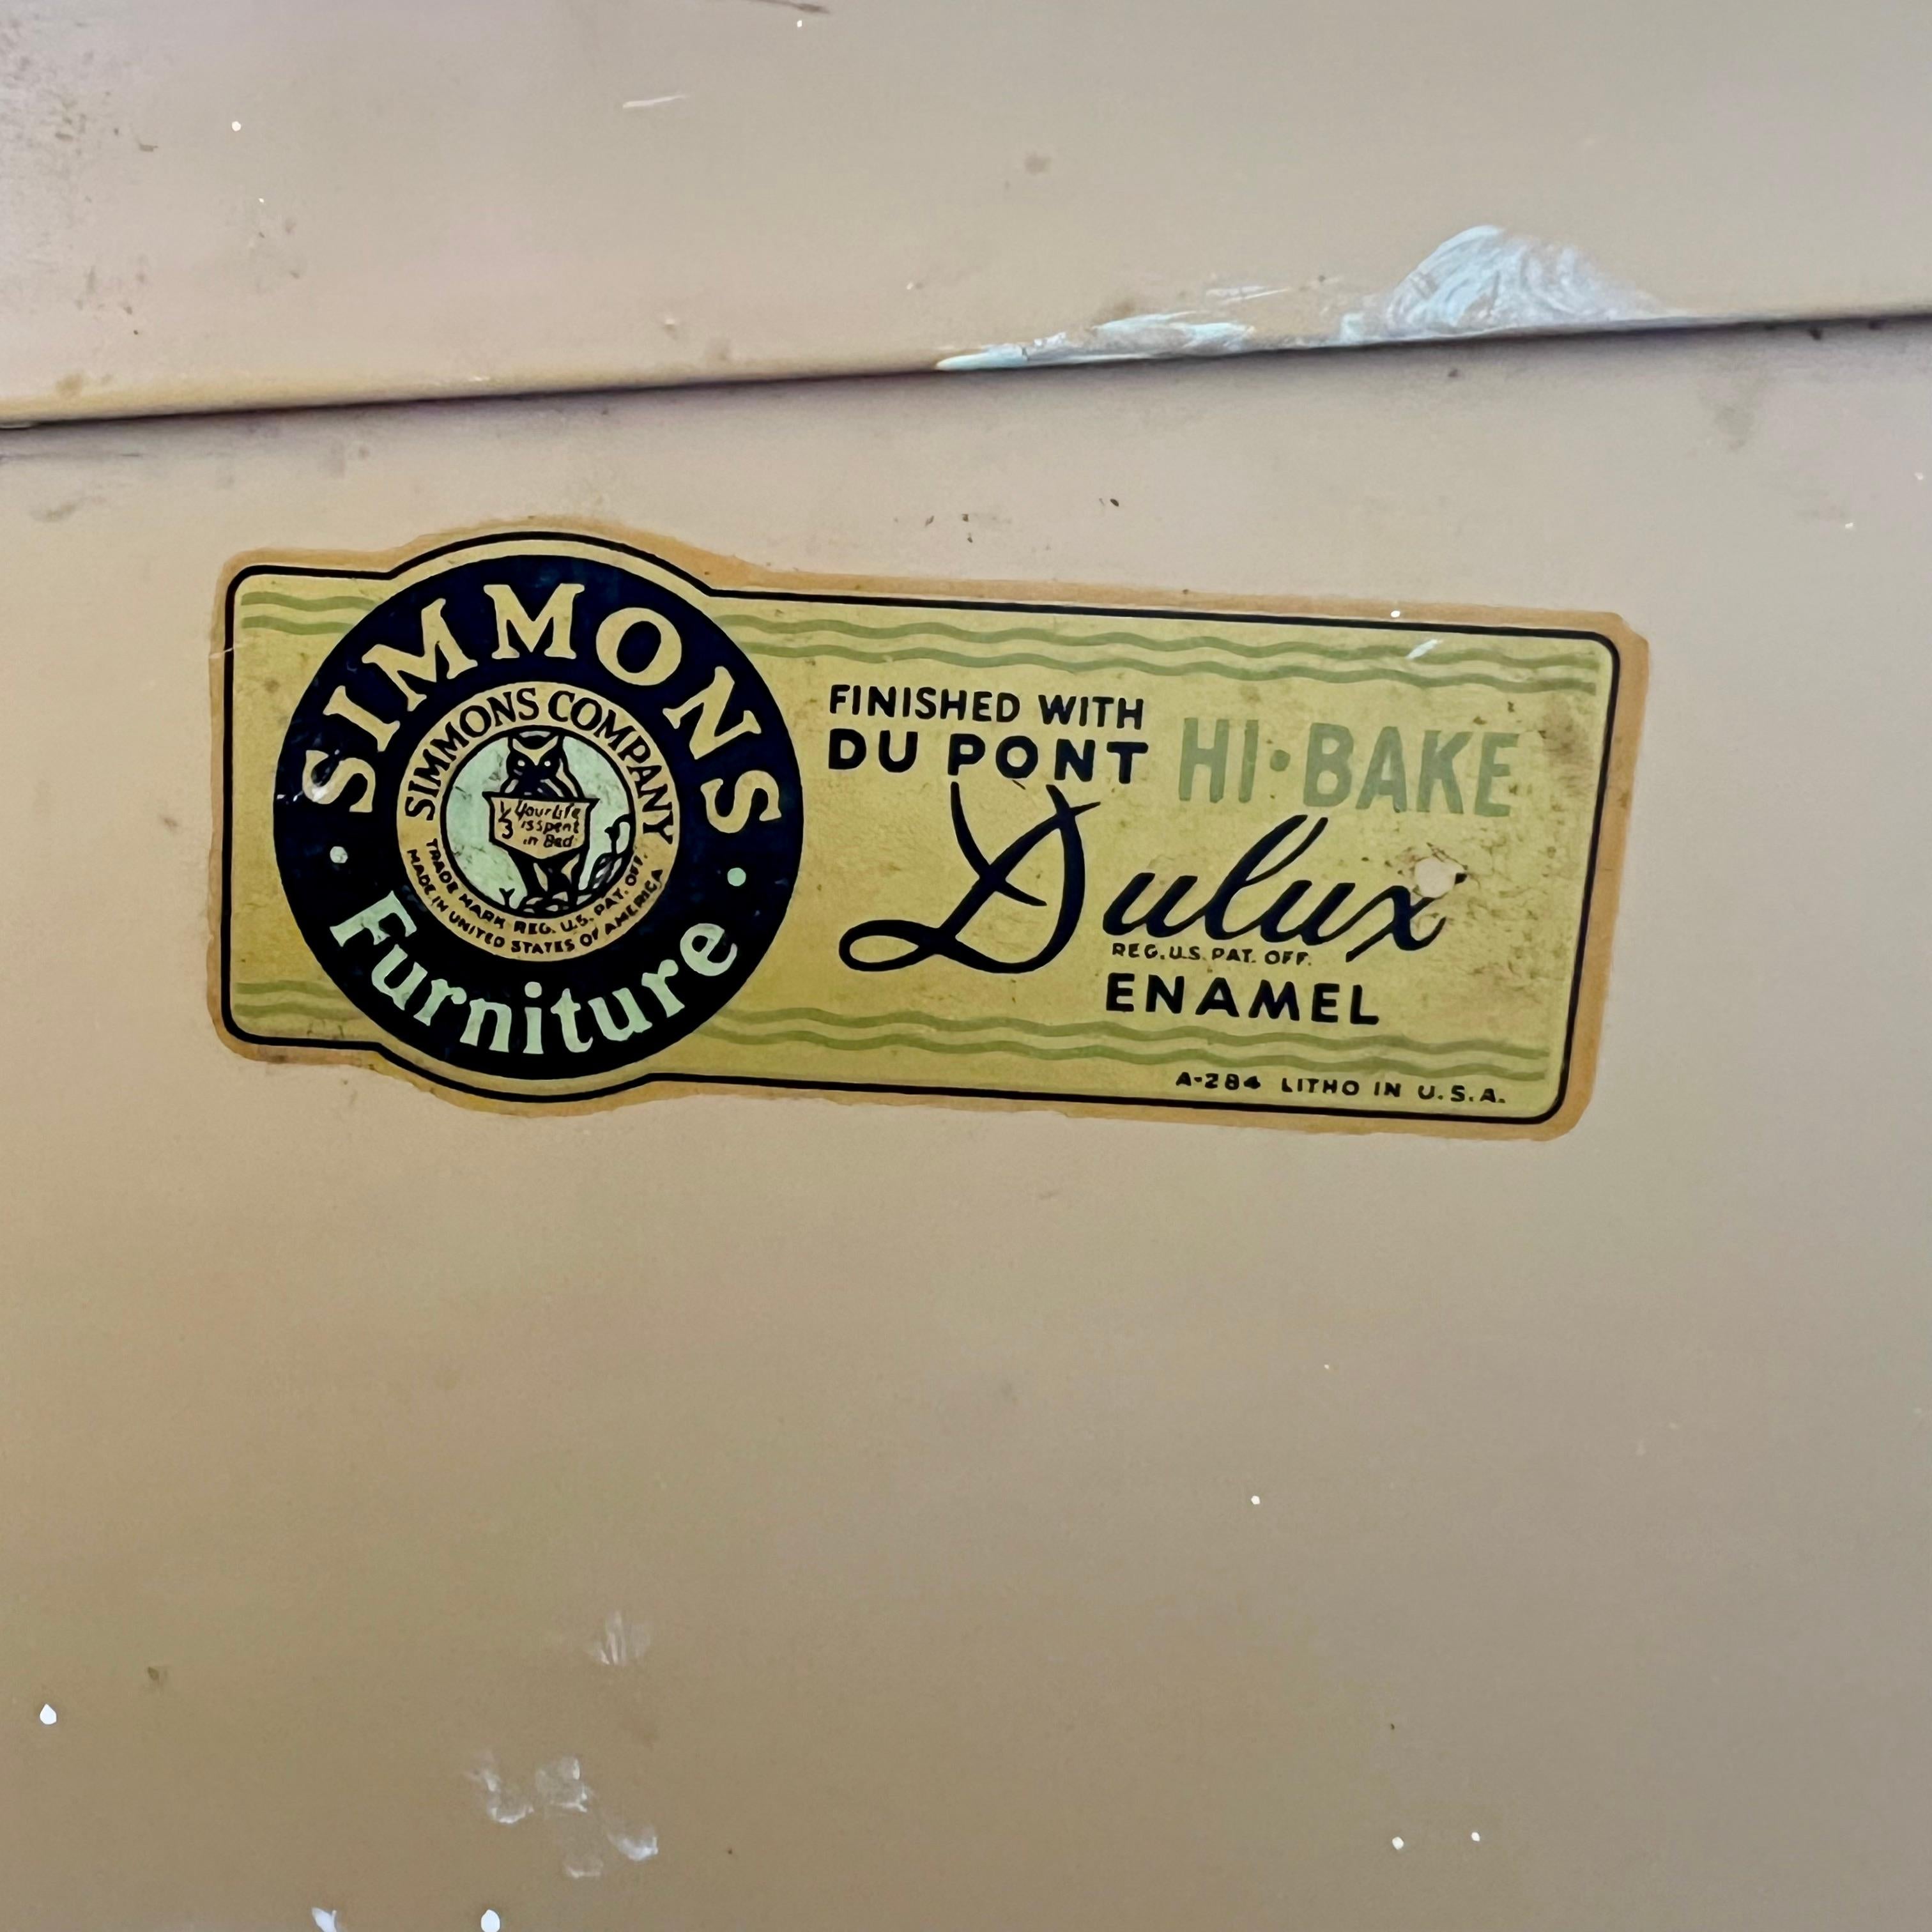 SIMMONS
Furniture
SIMMONS COMPANY
1/3 Your Life
is spent
in Bed
TRADE MARK REG. U.S. PAT. OFF.
MADE IN UNITED STATES OF AMERICA
FINISHED WITH
DU PONT HI·BAKE
Dulux
REG. U.S. PAT. OFF.
ENAMEL
A-284 LITHO IN U.S.A.